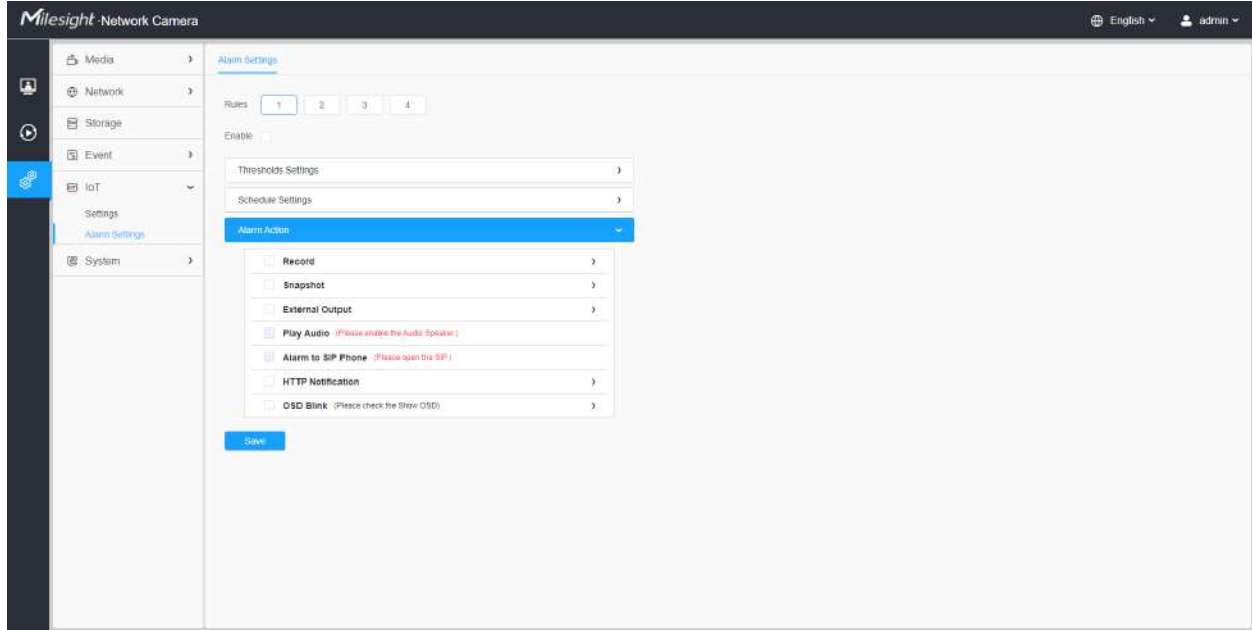 Milesight -Network Camera
English
admin
Media
Network
Storage
Event
IoT
Settings
Alarm Settings
System
Alarm Settings
Rules 1 2 3 4
Enable
Thresholds Settings
Schedule Settings
Alarm Action
Record
Snapshot
External Output
Play Audio (Please enable the Audio Speaker.)
Alarm to SIP Phone (Please open the SIP.)
HTTP Notification
OSD Blink (Please check the Show OSD)
Save